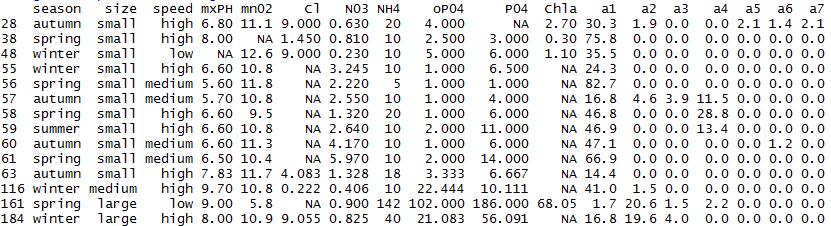 season size speed mxPH mnO2 Cl NO3 NH4 oPO4 PO4 Chla a1 a2 a3 a4 a5 a6 a7
28 autumn small high 6.80 11.1 9.000 0.630 20 4.000 NA 2.70 30.3 1.9 0.0 0.0 2.1 1.4 2.1
38 spring small high 8.00 NA 1.450 0.810 10 2.500 3.000 0.30 75.8 0.0 0.0 0.0 0.0 0.0 0.0
48 winter small low NA 12.6 9.000 0.230 10 5.000 6.000 1.10 35.5 0.0 0.0 0.0 0.0 0.0 0.0
55 winter small high 6.60 10.8 NA 3.245 10 1.000 6.500 NA 24.3 0.0 0.0 0.0 0.0 0.0 0.0
56 spring small medium 5.60 11.8 NA 2.220 5 1.000 1.000 NA 82.7 0.0 0.0 0.0 0.0 0.0 0.0
57 autumn small medium 5.70 10.8 NA 2.550 10 1.000 4.000 NA 16.8 4.6 3.9 11.5 0.0 0.0 0.0
58 spring small high 6.60 9.5 NA 1.320 20 1.000 6.000 NA 46.8 0.0 0.0 28.8 0.0 0.0 0.0
59 summer small high 6.60 10.8 NA 2.640 10 2.000 11.000 NA 46.9 0.0 0.0 13.4 0.0 0.0 0.0
60 autumn small medium 6.60 11.3 NA 4.170 10 1.000 6.000 NA 47.1 0.0 0.0 0.0 0.0 1.2 0.0
61 spring small medium 6.50 10.4 NA 5.970 10 2.000 14.000 NA 66.9 0.0 0.0 0.0 0.0 0.0 0.0
63 autumn small high 7.83 11.7 4.083 1.328 18 3.333 6.667 NA 14.4 0.0 0.0 0.0 0.0 0.0 0.0
116 winter medium high 9.70 10.8 0.222 0.406 10 22.444 10.111 NA 41.0 1.5 0.0 0.0 0.0 0.0 0.0
161 spring large low 9.00 5.8 NA 0.900 142 102.000 186.000 68.05 1.7 20.6 1.5 2.2 0.0 0.0 0.0
184 winter large high 8.00 10.9 9.055 0.825 40 21.083 56.091 NA 16.8 19.6 4.0 0.0 0.0 0.0 0.0